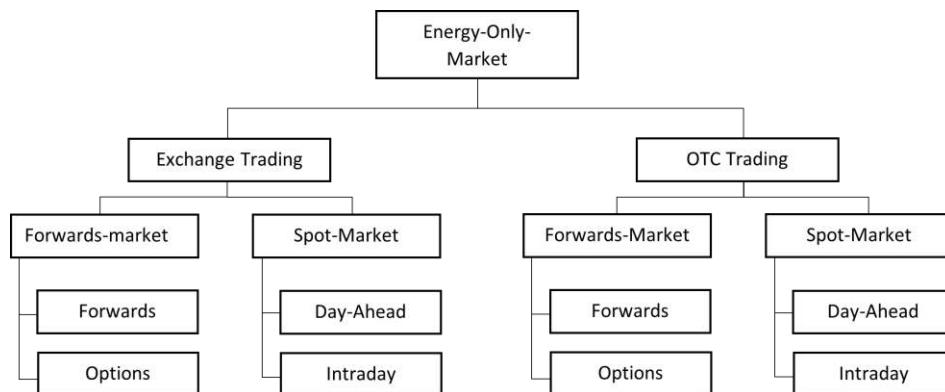 Energy-Only-
Market
Exchange Trading
OTC Trading
Forwards-market
Spot-Market
Forwards-Market
Spot-Market
Forwards
Day-Ahead
Forwards
Day-Ahead
Options
Intraday
Options
Intraday